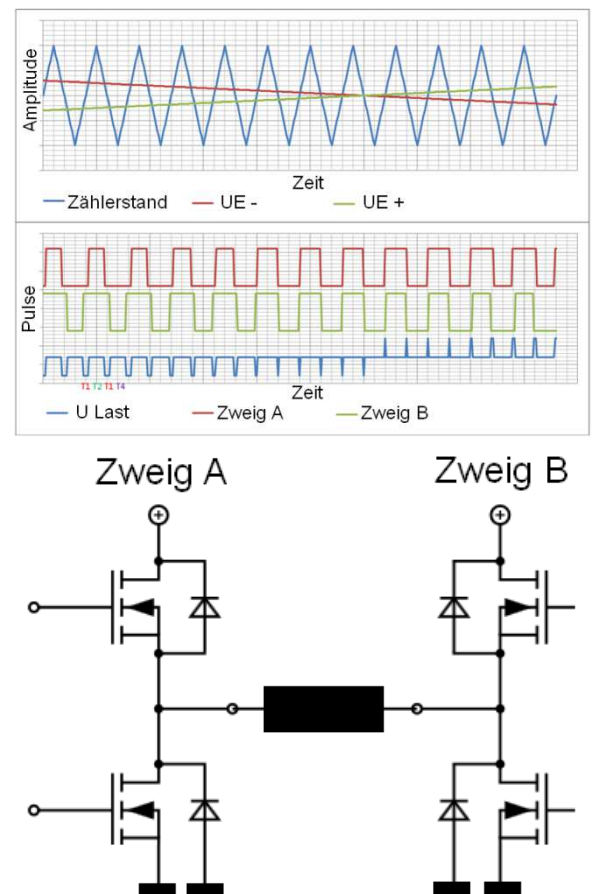 Amplitude
Zeit
Zählerstand UE - UE +
Pulse
T1 T2 T1 T4
Zeit
U Last Zweig A Zweig B
Zweig A Zweig B
+ +